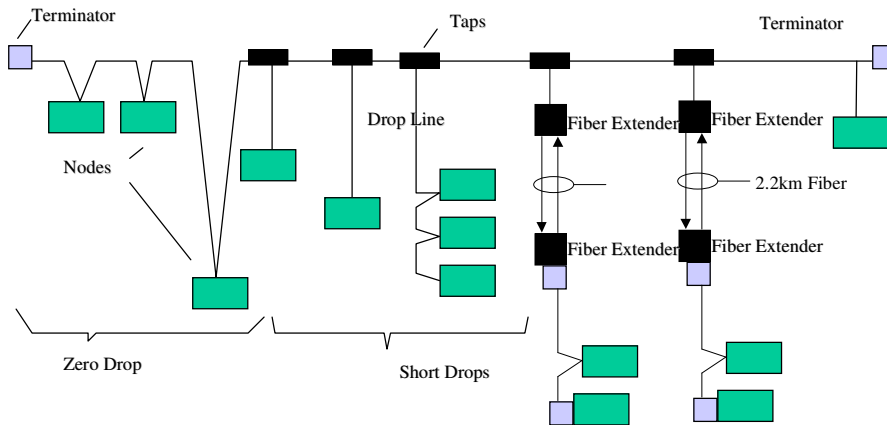 Terminator
Taps
Terminator
Drop Line
Fiber Extender
Fiber Extender
Nodes
2.2km Fiber
Fiber Extender
Fiber Extender
Zero Drop
Short Drops